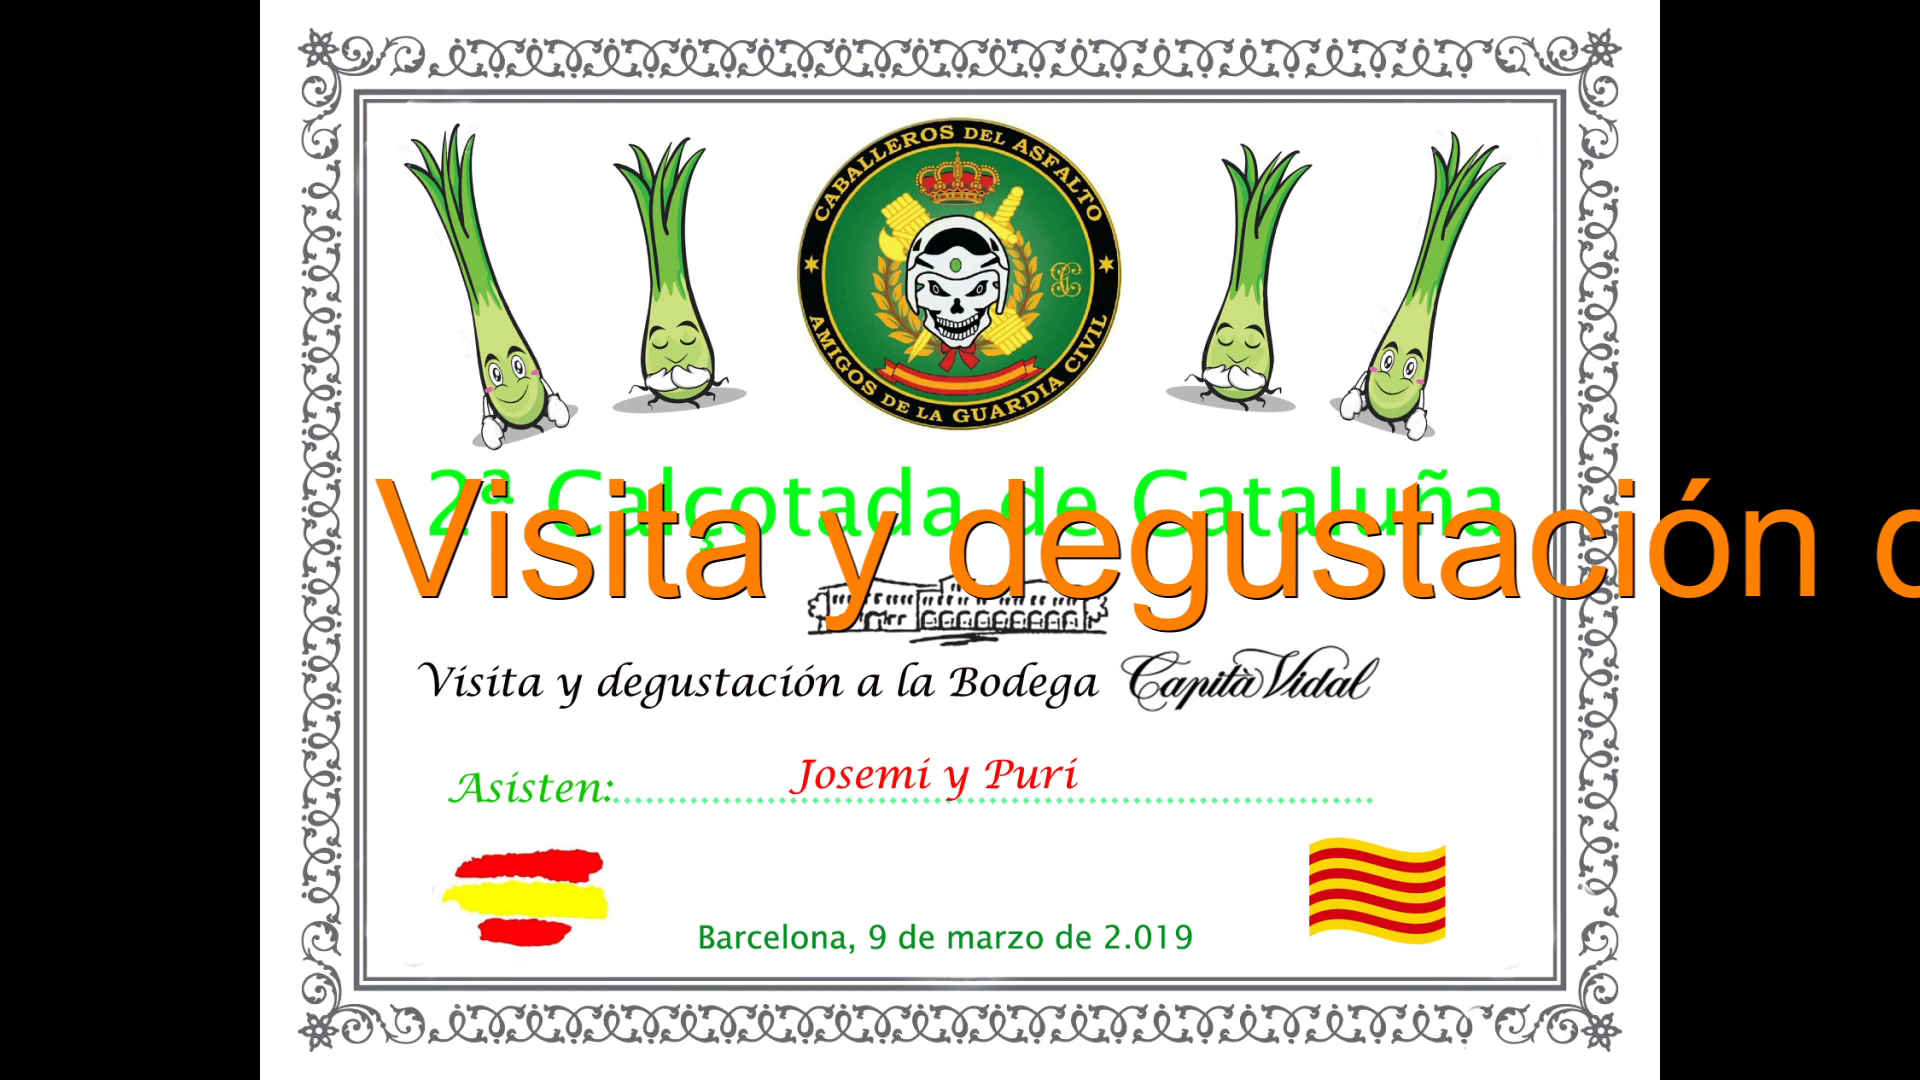 CABALLEROS DEL ASFALTO
AMIGOS DE LA GUARDIA CIVIL
2ª Calçotada de Cataluña
Visita y degustación
Visita y degustación a la Bodega Capità Vidal
Asisten: Josemi y Puri
Barcelona, 9 de marzo de 2.019